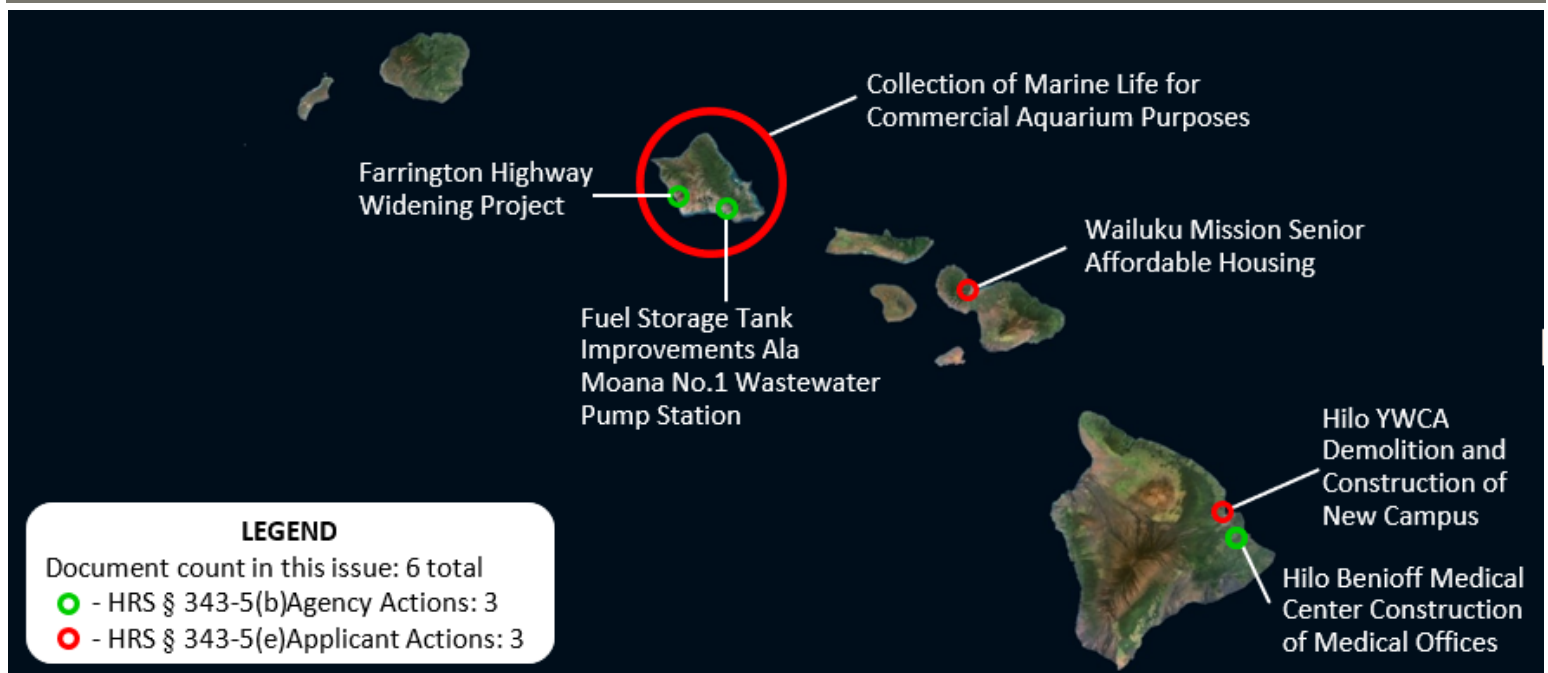 Collection of Marine Life for
Commercial Aquarium Purposes
Farrington Highway
Widening Project
Wailuku Mission Senior
Affordable Housing
Fuel Storage Tank
Improvements Ala
Moana No.1 Wastewater
Pump Station
Hilo YWCA
Demolition and
Construction of
New Campus
Hilo Benioff Medical
Center Construction
of Medical Offices
LEGEND
Document count in this issue: 6 total
- HRS § 343-5(b)Agency Actions: 3
- HRS § 343-5(e)Applicant Actions: 3